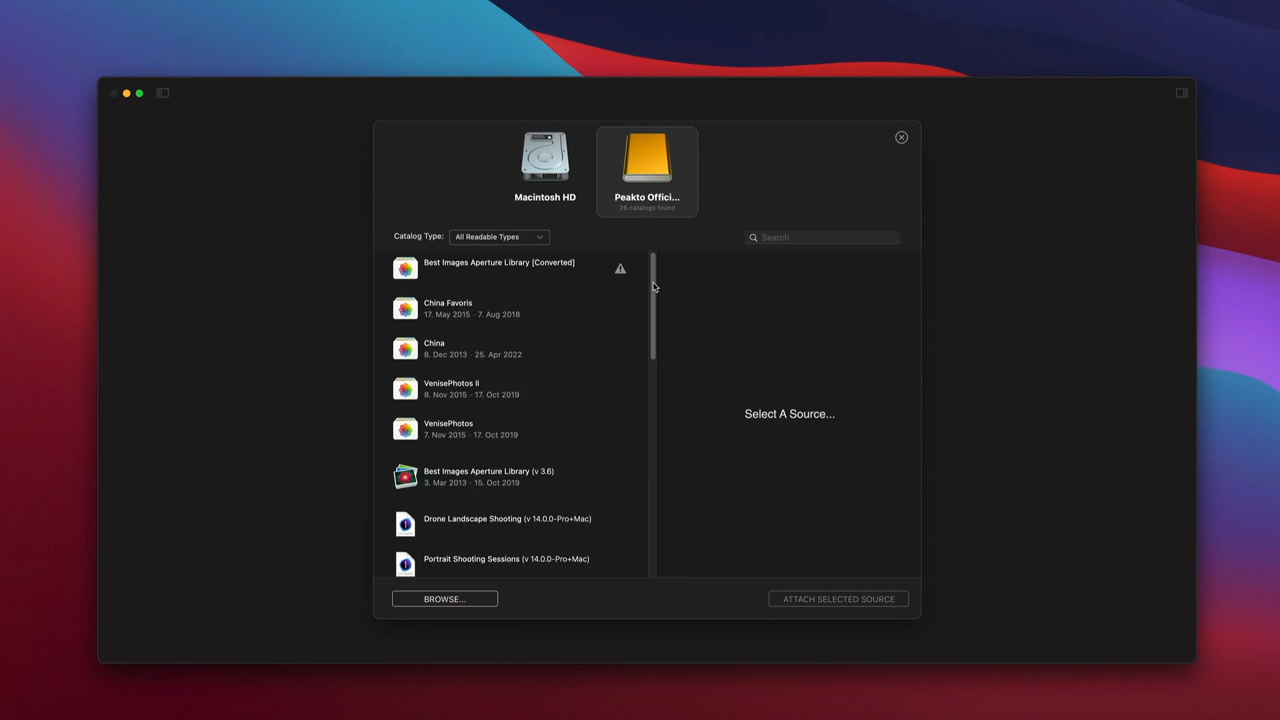 Macintosh HD
Peakto Offici...
26 catalogs found
Catalog Type:
All Readable Types
Search
Best Images Aperture Library [Converted]
China Favoris
17. May 2015 - 7. Aug 2018
China
8. Dec 2013 - 25. Apr 2022
VenisePhotos II
8. Nov 2015 - 17. Oct 2019
VenisePhotos
7. Nov 2015 - 17. Oct 2019
Best Images Aperture Library (v 3.6)
3. Mar 2013 - 15. Oct 2019
Drone Landscape Shooting (v 14.0.0-Pro+Mac)
Portrait Shooting Sessions (v 14.0.0-Pro+Mac)
Select A Source...
BROWSE...
ATTACH SELECTED SOURCE